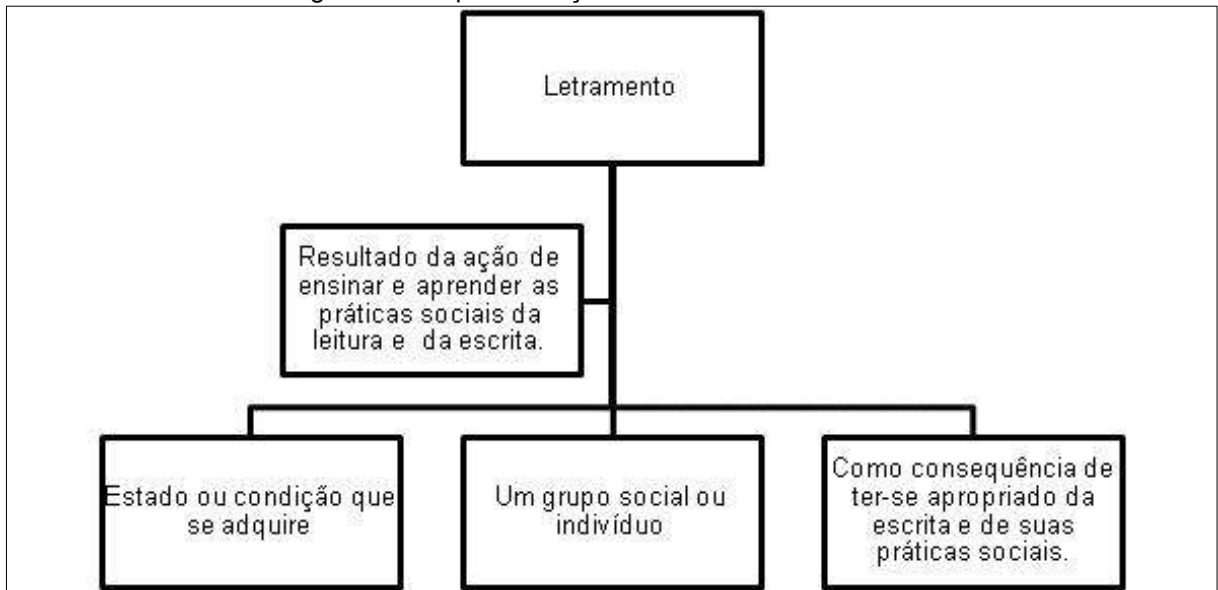 Letramento
Resultado da ação de
ensinar e aprender as
práticas sociais da
leitura e da escrita.
Estado ou condição que
se adquire
Um grupo social ou
indivíduo
Como consequência de
ter-se apropriado da
escrita e de suas
práticas sociais.